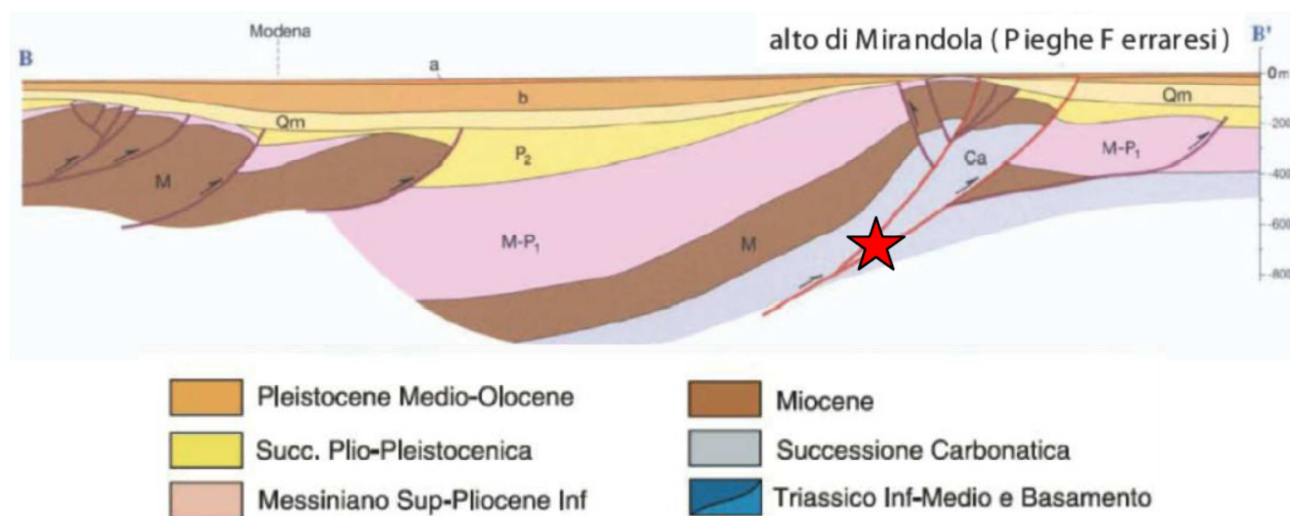 Modena
alto di Mirandola ( Pieghe F erraresi )
B
B'
a
0m
b
Qm
Qm
-200
P₂
Ca
M-P₁
M
-400
M-P₁
M
-600
-800
Pleistocene Medio-Olocene
Miocene
Succ. Plio-Pleistocenica
Successione Carbonatica
Messiniano Sup-Pliocene Inf
Triassico Inf-Medio e Basamento